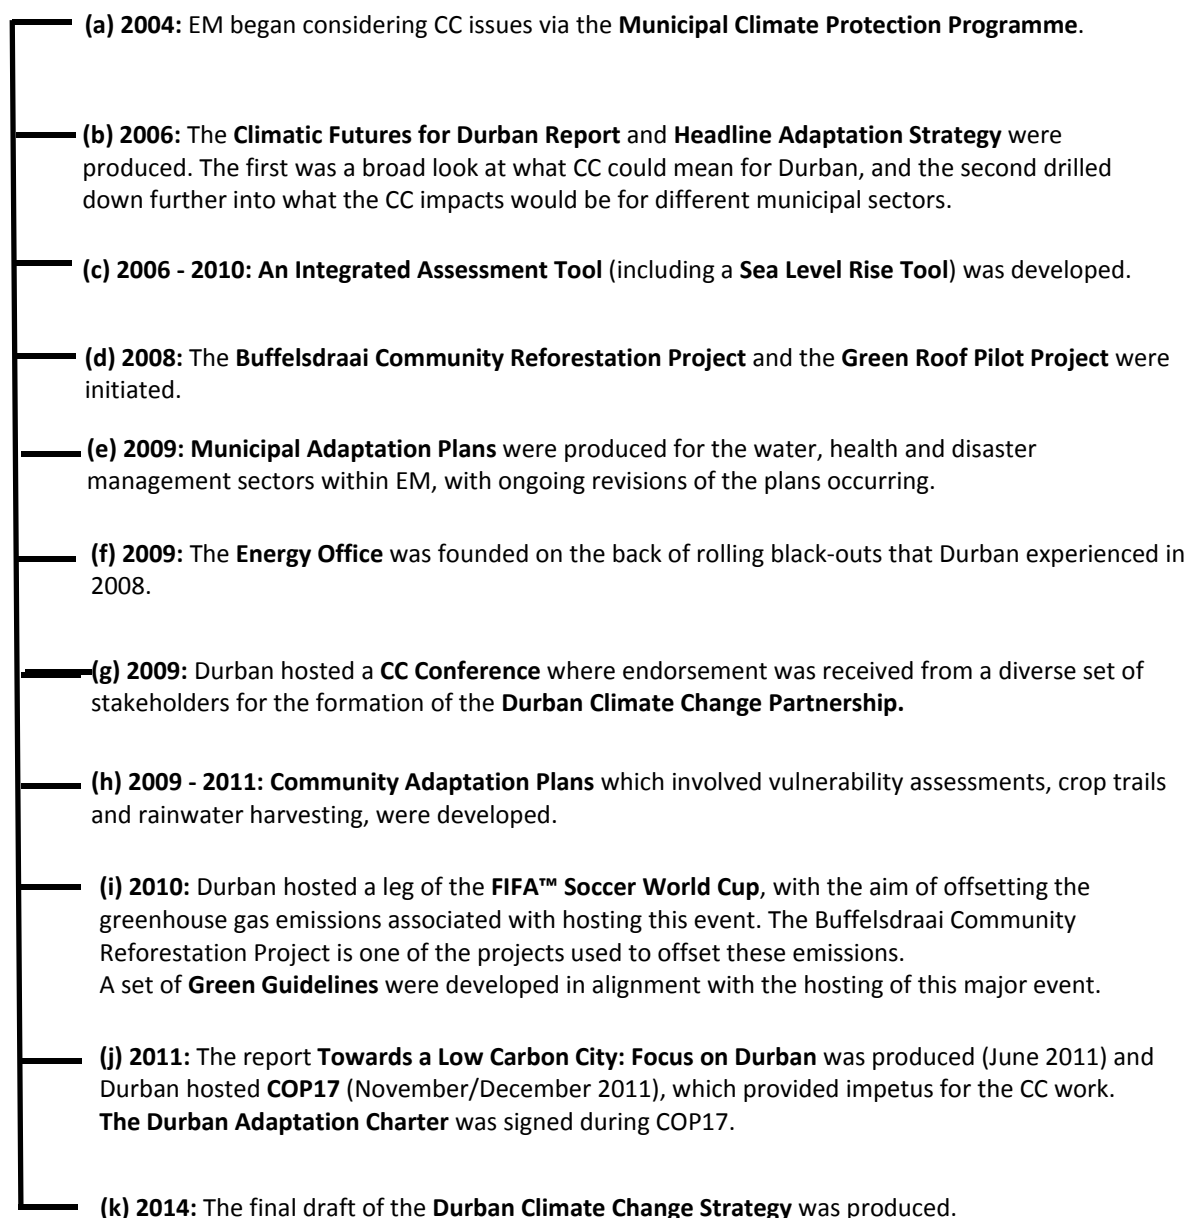 (a) 2004: EM began considering CC issues via the Municipal Climate Protection Programme.
(b) 2006: The Climatic Futures for Durban Report and Headline Adaptation Strategy were
produced. The first was a broad look at what CC could mean for Durban, and the second drilled
down further into what the CC impacts would be for different municipal sectors.
(c) 2006 - 2010: An Integrated Assessment Tool (including a Sea Level Rise Tool) was developed.
(d) 2008: The Buffelsdraai Community Reforestation Project and the Green Roof Pilot Project were
initiated.
(e) 2009: Municipal Adaptation Plans were produced for the water, health and disaster
management sectors within EM, with ongoing revisions of the plans occurring.
(f) 2009: The Energy Office was founded on the back of rolling black-outs that Durban experienced in
2008.
(g) 2009: Durban hosted a CC Conference where endorsement was received from a diverse set of
stakeholders for the formation of the Durban Climate Change Partnership.
(h) 2009 - 2011: Community Adaptation Plans which involved vulnerability assessments, crop trails
and rainwater harvesting, were developed.
(i) 2010: Durban hosted a leg of the FIFA™ Soccer World Cup, with the aim of offsetting the
greenhouse gas emissions associated with hosting this event. The Buffelsdraai Community
Reforestation Project is one of the projects used to offset these emissions.
A set of Green Guidelines were developed in alignment with the hosting of this major event.
(j) 2011: The report Towards a Low Carbon City: Focus on Durban was produced (June 2011) and
Durban hosted COP17 (November/December 2011), which provided impetus for the CC work.
The Durban Adaptation Charter was signed during COP17.
(k) 2014: The final draft of the Durban Climate Change Strategy was produced.